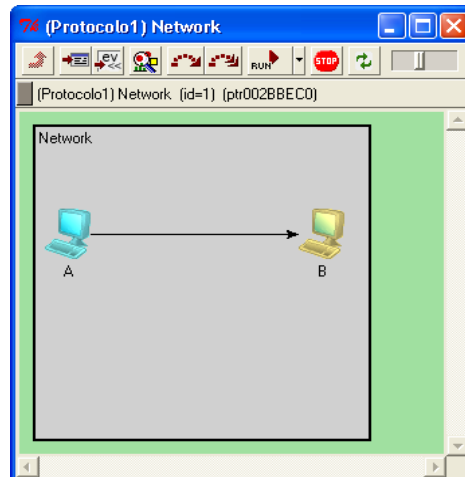 (Protocolo1) Network
EV
RUN
STOP
(Protocolo1) Network (id=1) (ptr002BBEC0)
Network
A
B